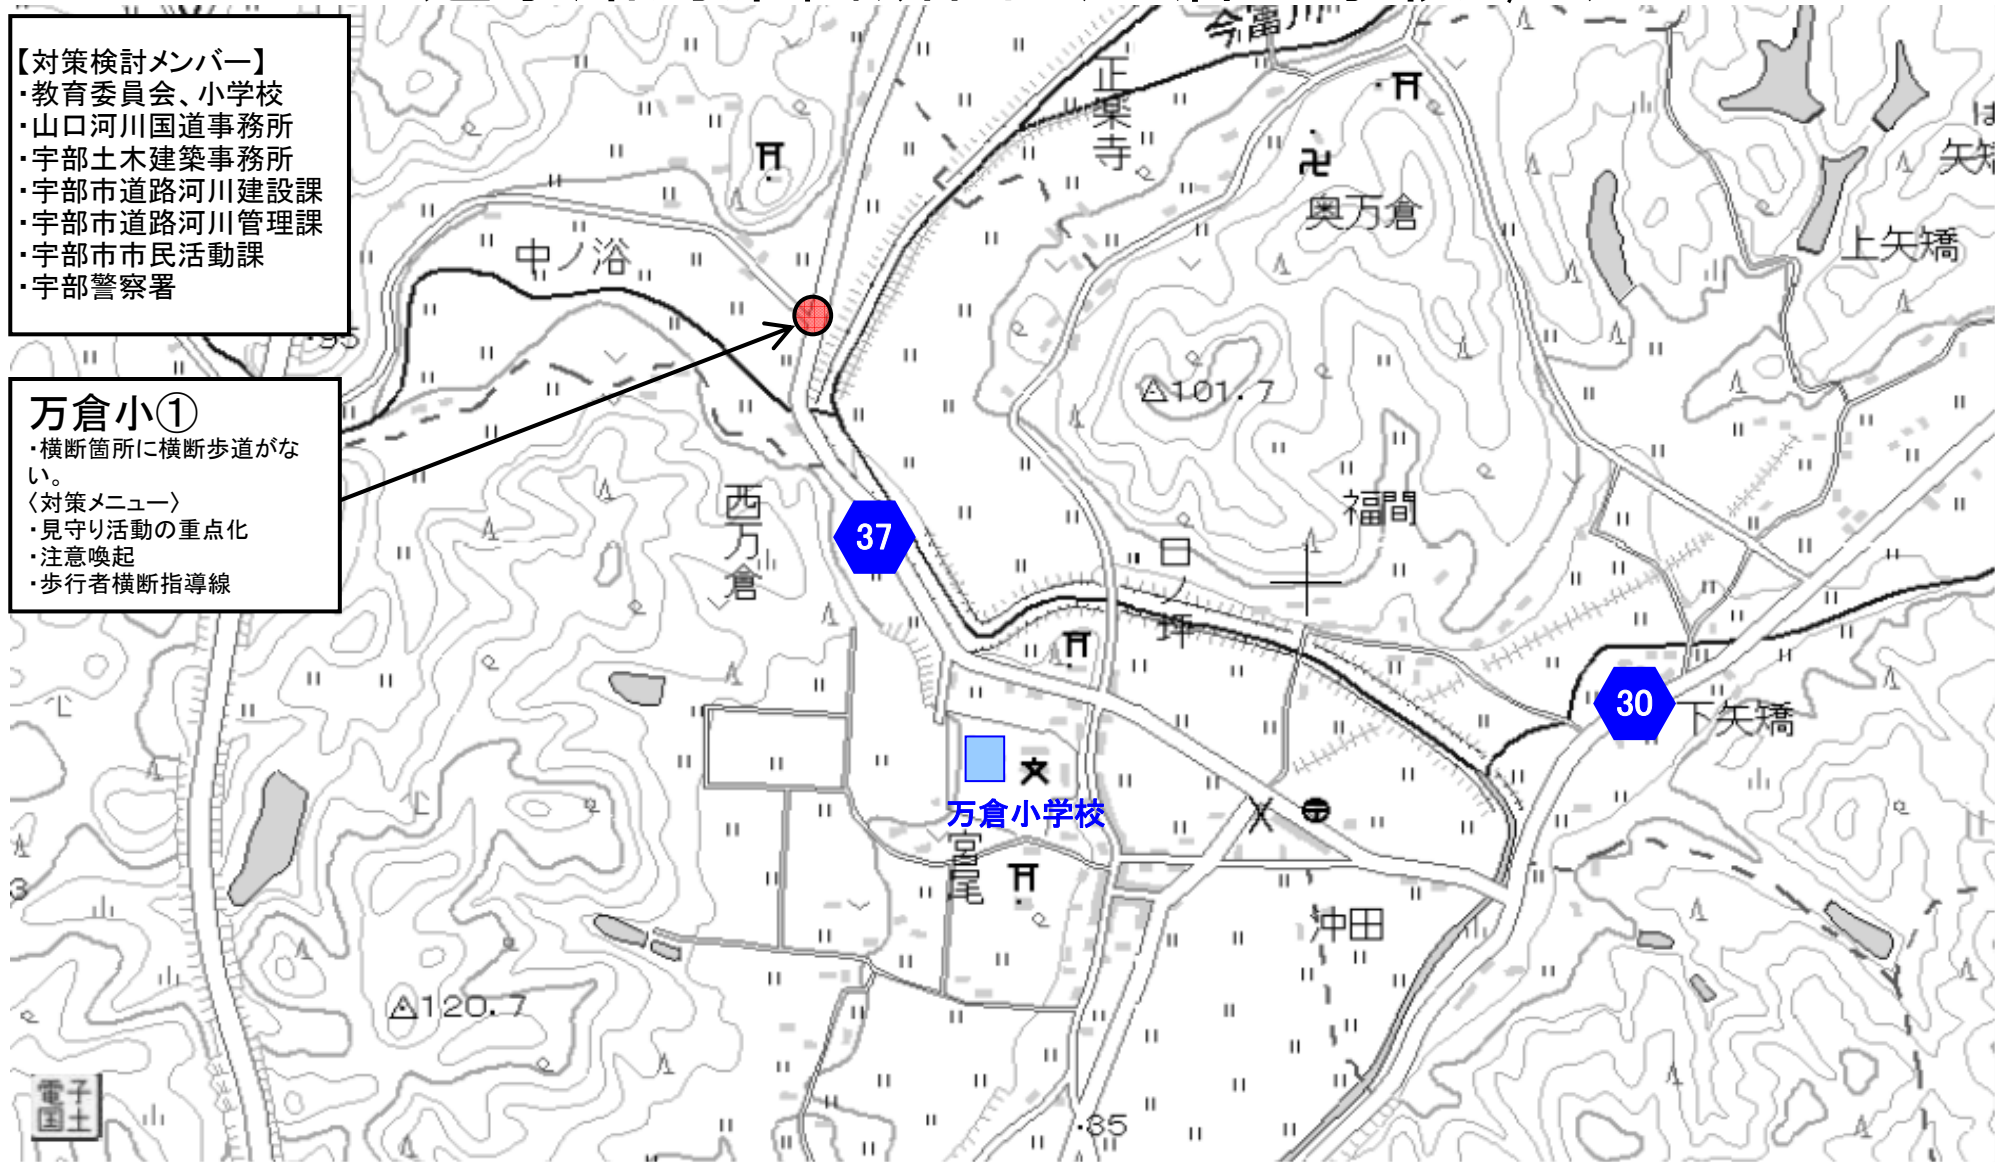 【対策検討メンバー】
・教育委員会、小学校
・山口河川国道事務所
・宇部土木建築事務所
・宇部市道路河川建設課
・宇部市道路河川管理課
・宇部市市民活動課
・宇部警察署
万倉小①
・横断箇所に横断歩道がな
い。
〈対策メニュー〉
・見守り活動の重点化
・注意喚起
・歩行者横断指導線
今富川
正楽寺
奥万倉
上矢矯
中ノ浴
・95
101.7
福間
西万倉
37
日ノ坪
30
下矢矯
文
万倉小学校
宮尾
沖田
120.7
・35
電子
国土